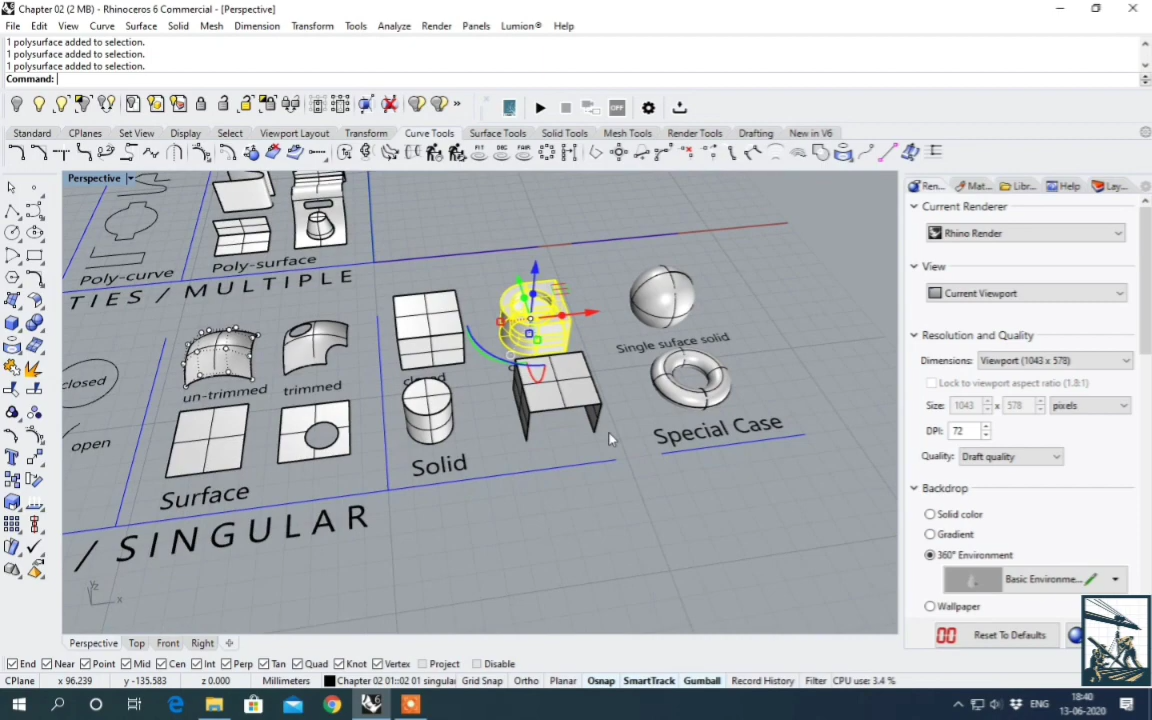 Chapter 02 (2 MB) - Rhinoceros 6 Commercial - [Perspective]
File Edit View Curve Surface Solid Mesh Dimension Transform Tools Analyze Render Panels Lumion® Help
1 polysurface added to selection.
1 polysurface added to selection.
1 polysurface added to selection.
Command:
OFF
Standard CPlanes Set View Display Select Viewport Layout Transform Curve Tools Surface Tools Solid Tools Mesh Tools Render Tools Drafting New in V6
Perspective
Ren... Mat... Libr... Help Lay...
Current Renderer
Rhino Render
View
Current Viewport
Resolution and Quality
Dimensions: Viewport (1043 x 578)
Lock to viewport aspect ratio (1.8:1)
Size: 1043 x 578 pixels
DPI: 72
Quality: Draft quality
Backdrop
Solid color
Gradient
360° Environment
Basic Environme...
Wallpaper
Reset To Defaults
Poly-curve
Poly-surface
TIES / MULTIPLE
closed
un-trimmed
trimmed
closed
Single suface solid
open
Surface
Solid
Special Case
/ SINGULAR
Perspective Top Front Right
End Near Point Mid Cen Int Perp Tan Quad Knot Vertex Project Disable
CPlane x 96.239 y -135.583 z 0.000 Millimeters Chapter 02 01::02 01 singular Grid Snap Ortho Planar Osnap SmartTrack Gumball Record History Filter CPU use: 3.4 %
ENG
18:40
13-06-2020